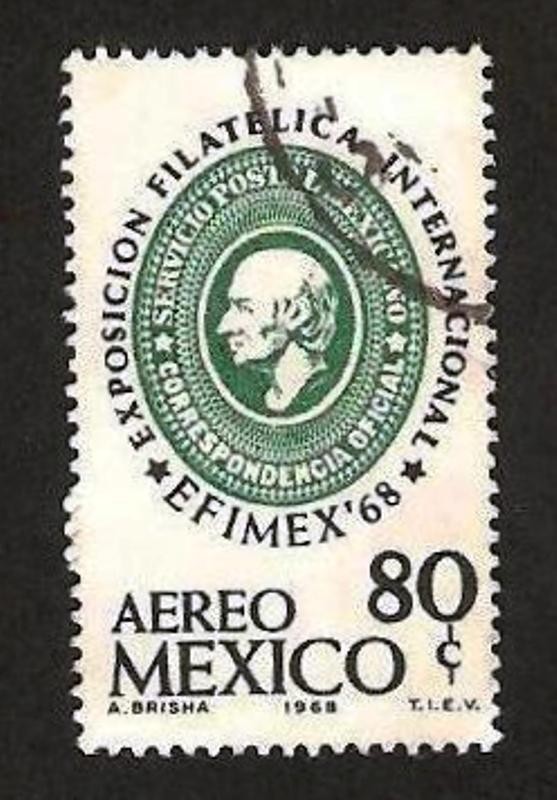 EXPOSICION FILATELICA INTERNACIONAL
SERVICIO POSTAL MEXICANO
CORRESPONDENCIA OFICIAL
EFIMEX'68
80 ¢
AEREO
MEXICO
A. BRISHA 1968 T.I.E.V.